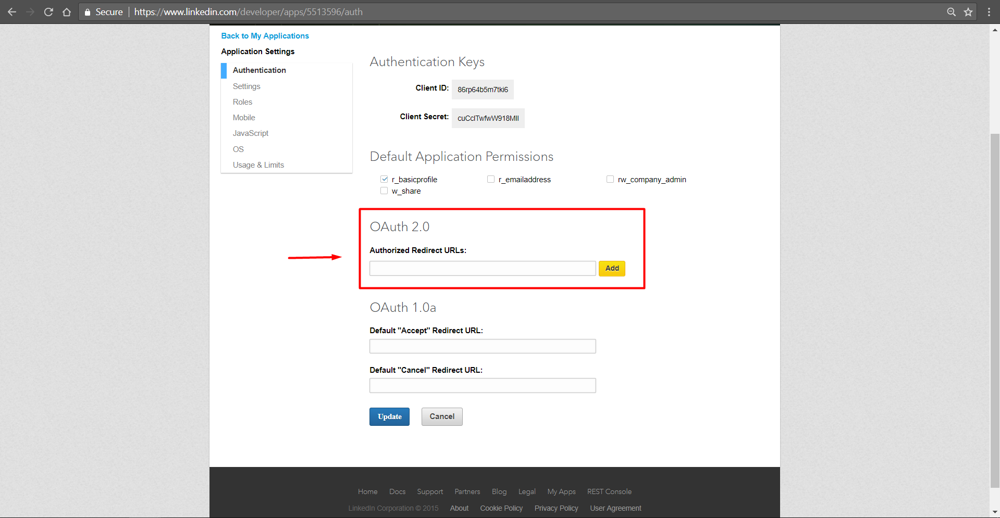 Secure https://www.linkedin.com/developer/apps/5513596/auth
Back to My Applications
Application Settings
Authentication
Settings
Roles
Mobile
JavaScript
OS
Usage & Limits
Authentication Keys
Client ID: 86rp64b5m7tki6
Client Secret: cuCclTwfwW918MIl
Default Application Permissions
r_basicprofile r_emailaddress rw_company_admin
w_share
OAuth 2.0
Authorized Redirect URLs:
Add
OAuth 1.0a
Default "Accept" Redirect URL:
Default "Cancel" Redirect URL:
Update Cancel
Home Docs Support Partners Blog Legal My Apps REST Console
LinkedIn Corporation © 2015 About Cookie Policy Privacy Policy User Agreement